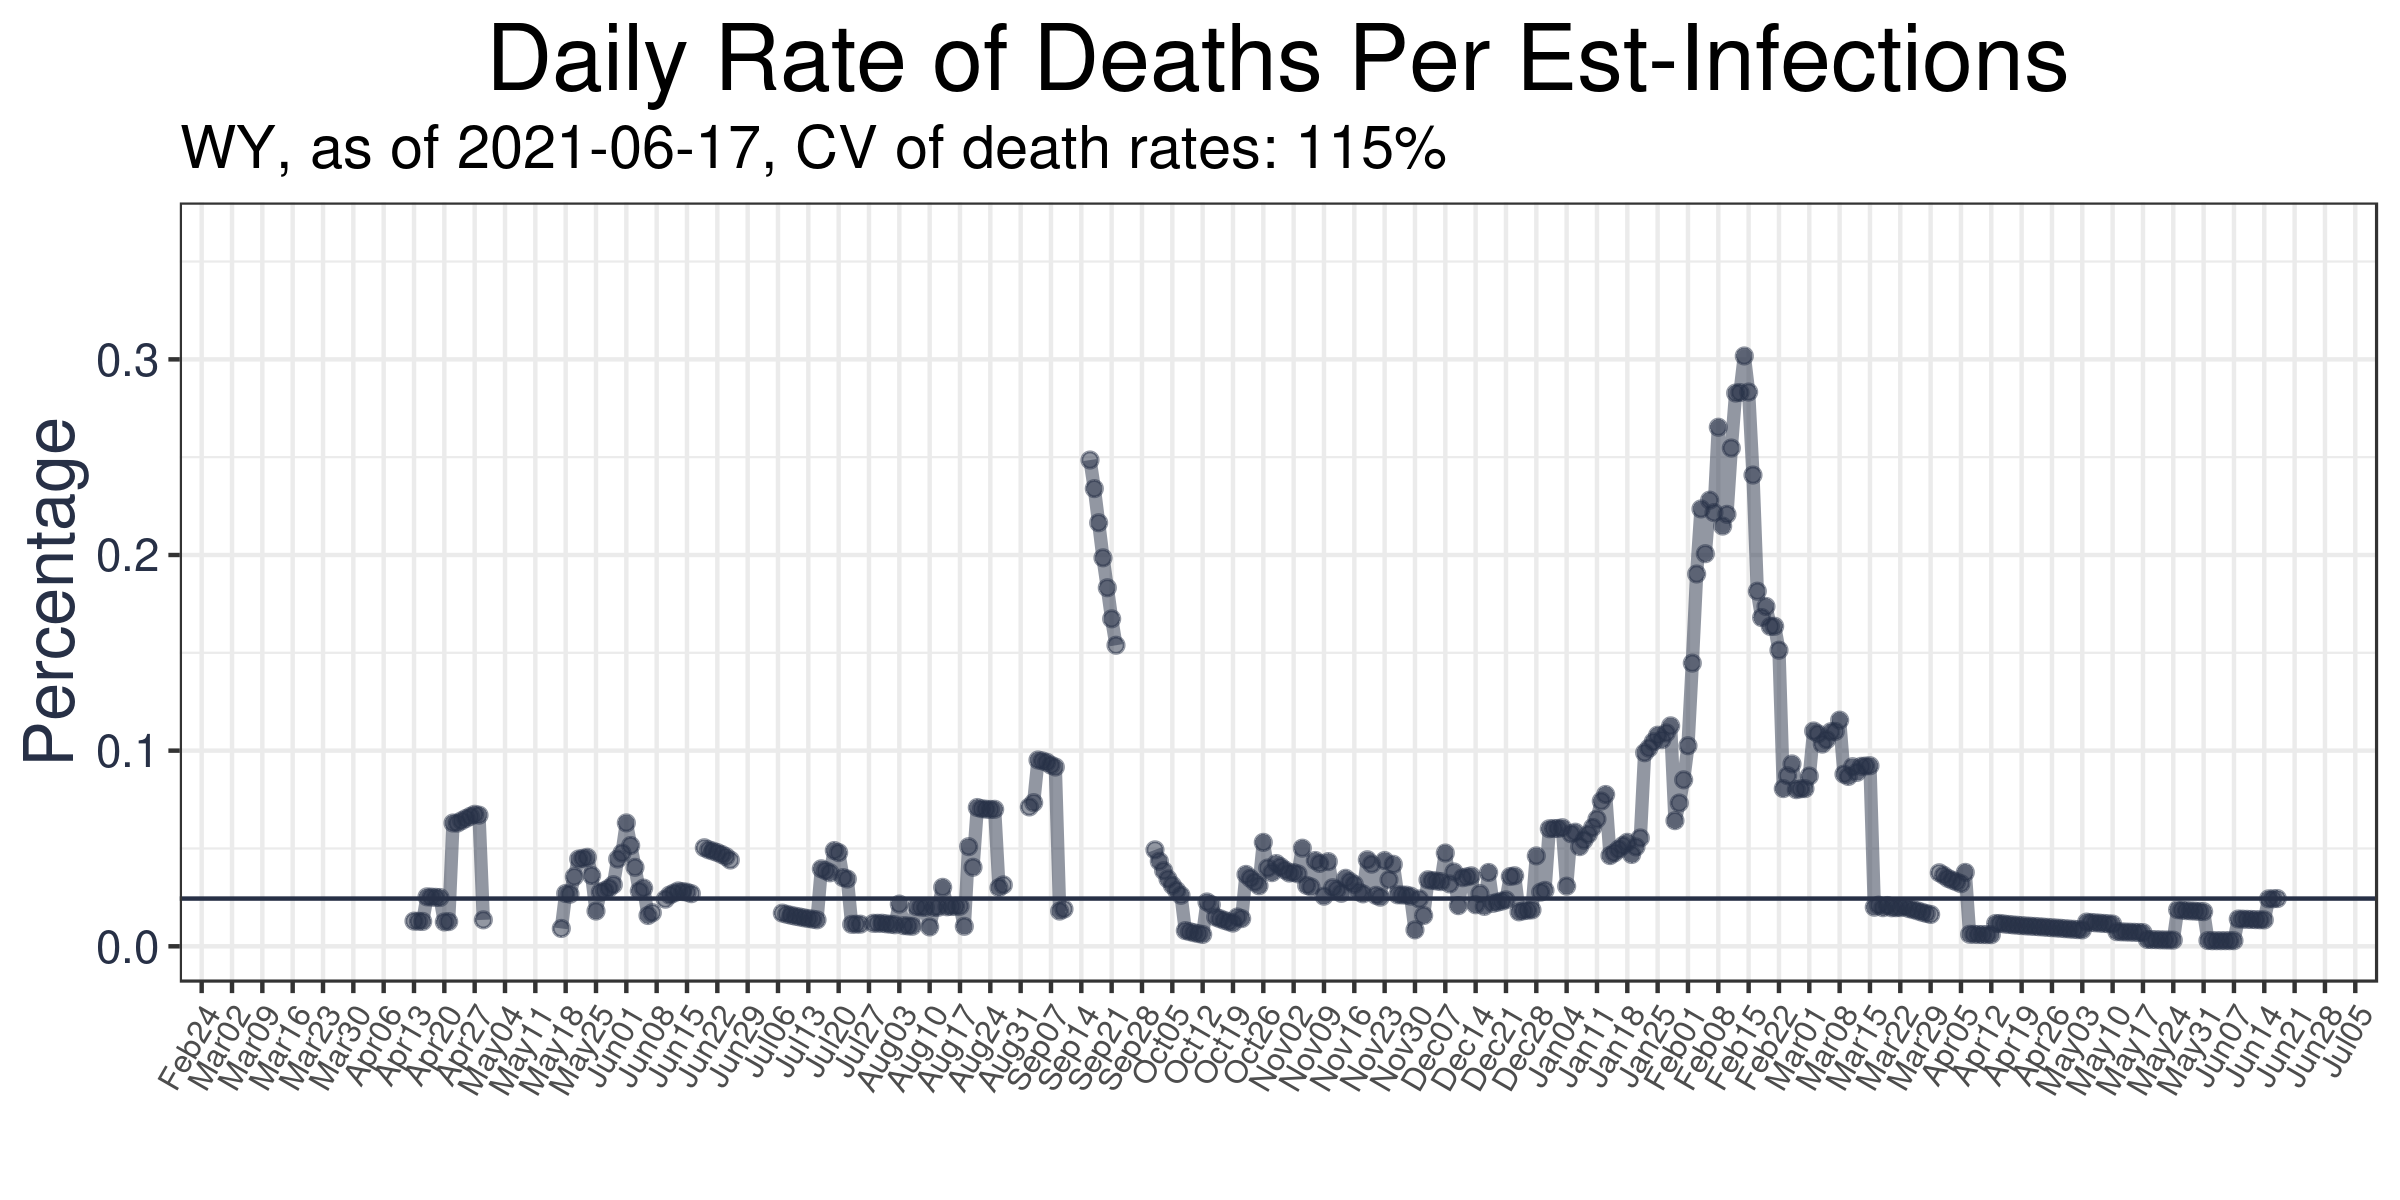 Daily Rate of Deaths Per Est-Infections
WY, as of 2021-06-17, CV of death rates: 115%
Percentage
0.3
0.2
0.1
0.0
Feb24
Mar02
Mar09
Mar16
Mar23
Mar30
Apr06
Apr13
Apr20
Apr27
May04
May11
May18
May25
Jun01
Jun08
Jun15
Jun22
Jun29
Jul06
Jul13
Jul20
Jul27
Aug03
Aug10
Aug17
Aug24
Aug31
Sep07
Sep14
Sep21
Sep28
Oct05
Oct12
Oct19
Oct26
Nov02
Nov09
Nov16
Nov23
Nov30
Dec07
Dec14
Dec21
Dec28
Jan04
Jan11
Jan18
Jan25
Feb01
Feb08
Feb15
Feb22
Mar01
Mar08
Mar15
Mar22
Mar29
Apr05
Apr12
Apr19
Apr26
May03
May10
May17
May24
May31
Jun07
Jun14
Jun21
Jun28
Jul05